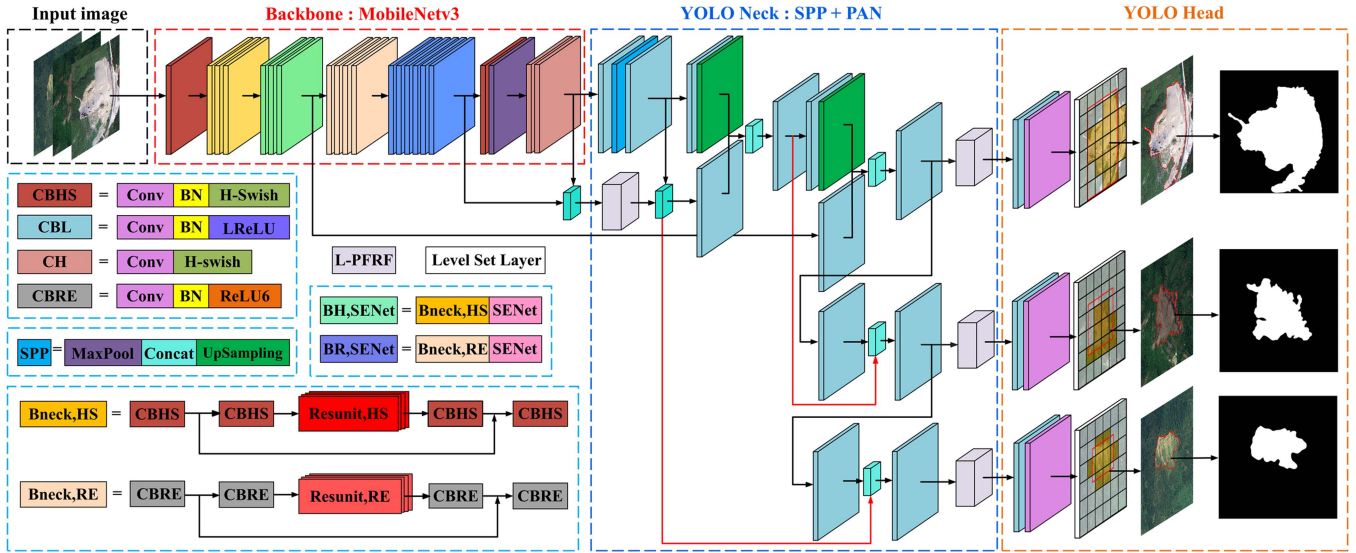 Input image
Backbone : MobileNetv3
YOLO Neck : SPP + PAN
YOLO Head
CBHS = Conv BN H-Swish
CBL = Conv BN LReLU
CH = Conv H-swish
CBRE = Conv BN ReLU6
L-PFRF Level Set Layer
BH,SENet = Bneck,HS SENet
BR,SENet = Bneck,RE SENet
SPP = MaxPool Concat UpSampling
Bneck,HS = CBHS CBHS Resunit,HS CBHS CBHS
Bneck,RE = CBRE CBRE Resunit,RE CBRE CBRE